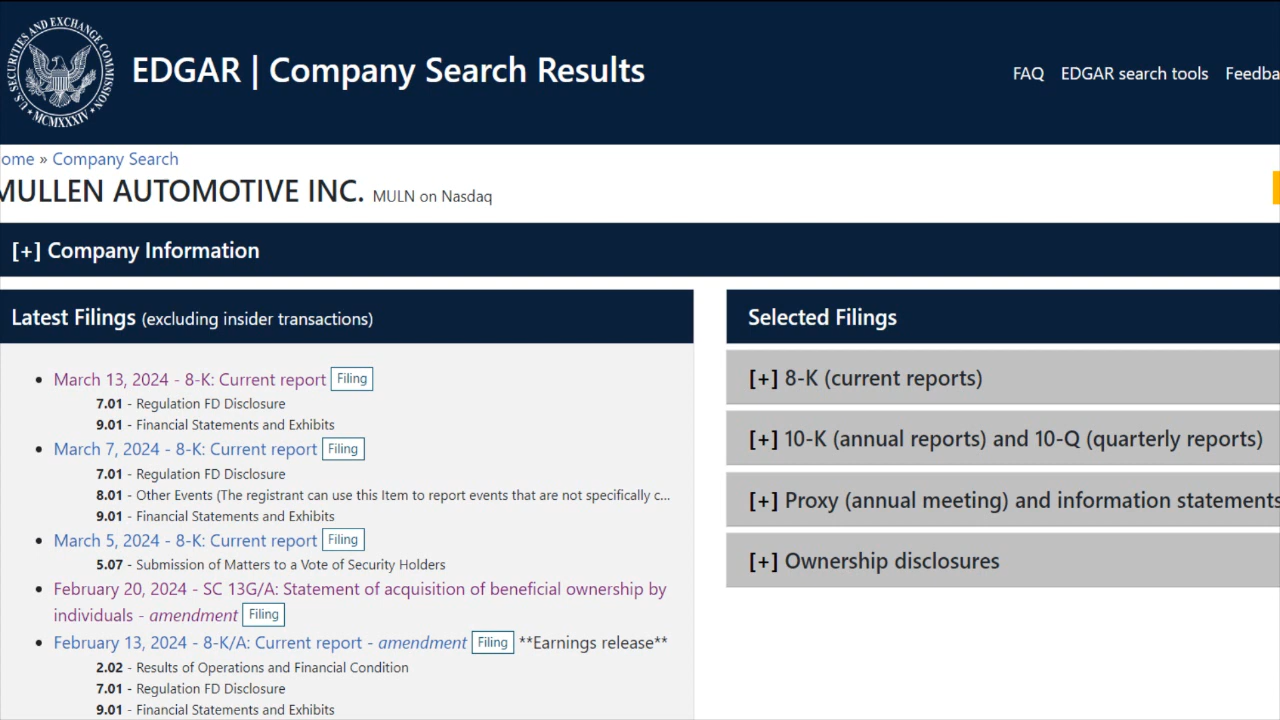 U.S. SECURITIES AND EXCHANGE COMMISSION
MCMXXXIV
EDGAR | Company Search Results
FAQ EDGAR search tools Feedba
ome » Company Search
MULLEN AUTOMOTIVE INC. MULN on Nasdaq
[+] Company Information
Latest Filings (excluding insider transactions)
• March 13, 2024 - 8-K: Current report Filing
7.01 - Regulation FD Disclosure
9.01 - Financial Statements and Exhibits
• March 7, 2024 - 8-K: Current report Filing
7.01 - Regulation FD Disclosure
8.01 - Other Events (The registrant can use this Item to report events that are not specifically c...
9.01 - Financial Statements and Exhibits
• March 5, 2024 - 8-K: Current report Filing
5.07 - Submission of Matters to a Vote of Security Holders
• February 20, 2024 - SC 13G/A: Statement of acquisition of beneficial ownership by
individuals - amendment Filing
• February 13, 2024 - 8-K/A: Current report - amendment Filing **Earnings release**
2.02 - Results of Operations and Financial Condition
7.01 - Regulation FD Disclosure
9.01 - Financial Statements and Exhibits
Selected Filings
[+] 8-K (current reports)
[+] 10-K (annual reports) and 10-Q (quarterly reports)
[+] Proxy (annual meeting) and information statements
[+] Ownership disclosures